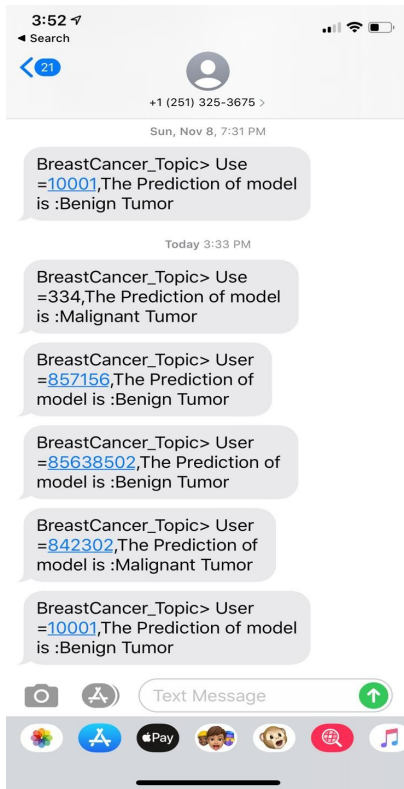 3:52
◄ Search
21
+1 (251) 325-3675 >
Sun, Nov 8, 7:31 PM
BreastCancer_Topic> Use
=10001,The Prediction of model
is :Benign Tumor
Today 3:33 PM
BreastCancer_Topic> Use
=334,The Prediction of model
is :Malignant Tumor
BreastCancer_Topic> User
=857156,The Prediction of
model is :Benign Tumor
BreastCancer_Topic> User
=85638502,The Prediction of
model is :Benign Tumor
BreastCancer_Topic> User
=842302,The Prediction of
model is :Malignant Tumor
BreastCancer_Topic> User
=10001,The Prediction of model
is :Benign Tumor
Text Message
Pay